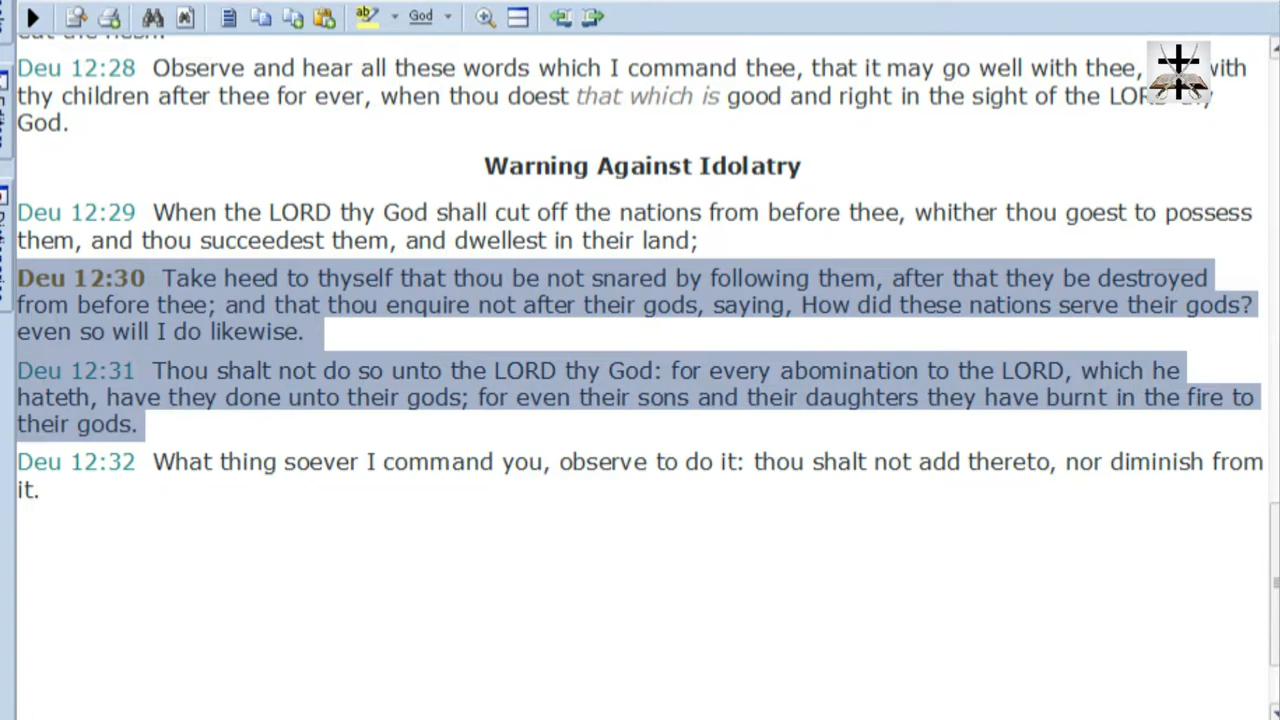 God
Deu 12:28 Observe and hear all these words which I command thee, that it may go well with thee, with
thy children after thee for ever, when thou doest that which is good and right in the sight of the LORD thy
God.
Warning Against Idolatry
Deu 12:29 When the LORD thy God shall cut off the nations from before thee, whither thou goest to possess
them, and thou succeedest them, and dwellest in their land;
Deu 12:30 Take heed to thyself that thou be not snared by following them, after that they be destroyed
from before thee; and that thou enquire not after their gods, saying, How did these nations serve their gods?
even so will I do likewise.
Deu 12:31 Thou shalt not do so unto the LORD thy God: for every abomination to the LORD, which he
hateth, have they done unto their gods; for even their sons and their daughters they have burnt in the fire to
their gods.
Deu 12:32 What thing soever I command you, observe to do it: thou shalt not add thereto, nor diminish from
it.